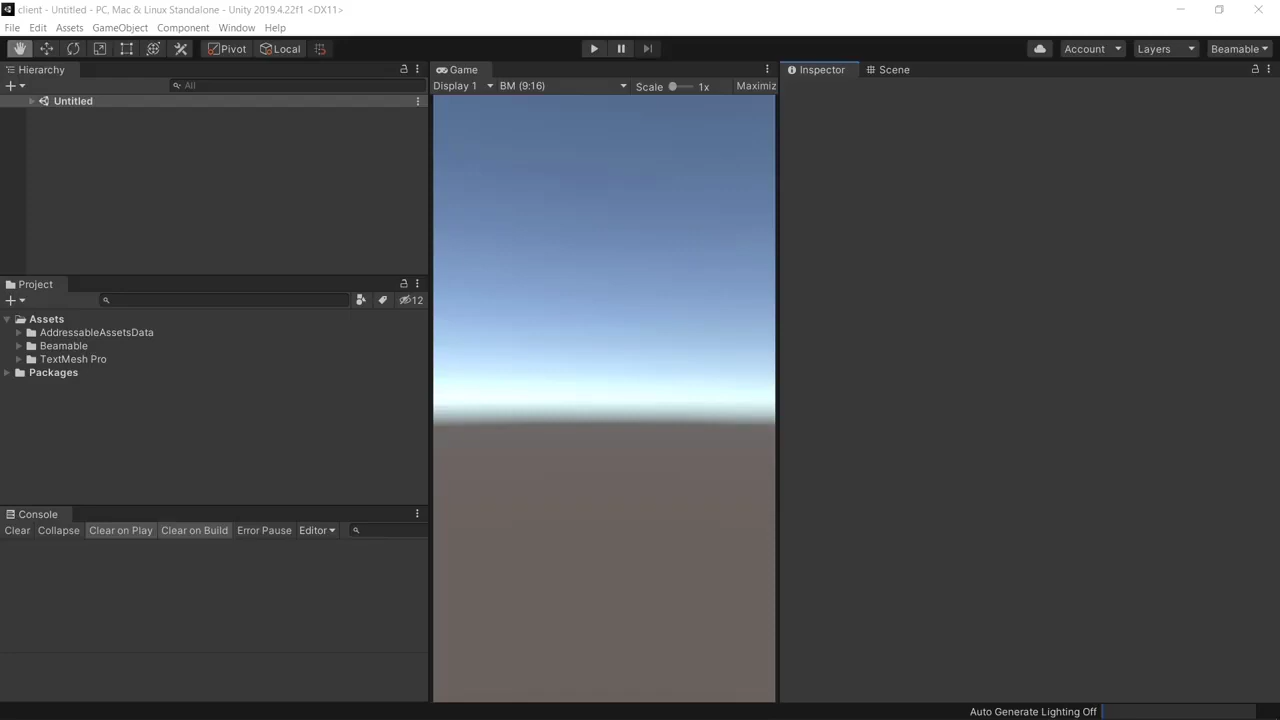 client - Untitled - PC, Mac & Linux Standalone - Unity 2019.4.22f1 <DX11>
File Edit Assets GameObject Component Window Help
Pivot Local Account Layers Beamable
Hierarchy
All
Untitled
Project
12
Assets
AddressableAssetsData
Beamable
TextMesh Pro
Packages
Console
Clear Collapse Clear on Play Clear on Build Error Pause Editor
Game
Display 1 BM (9:16) Scale 1x Maximiz
Inspector Scene
Auto Generate Lighting Off